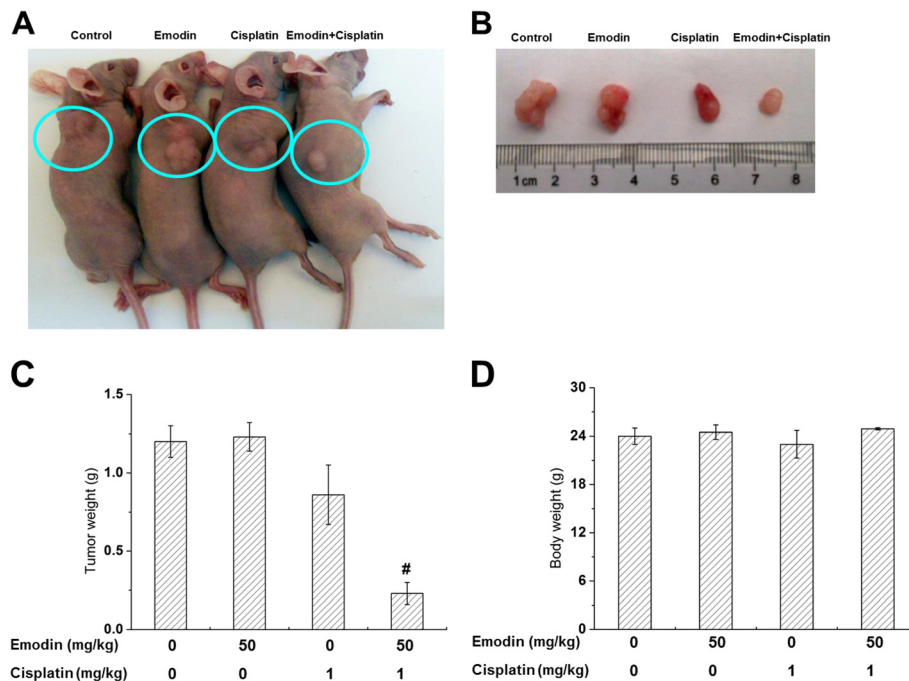 A
Control Emodin Cisplatin Emodin+Cisplatin
B
Control Emodin Cisplatin Emodin+Cisplatin
1 cm 2 3 4 5 6 7 8
C
Tumor weight (g)
1.5
1.0
0.5
0.0
#
Emodin (mg/kg) 0 50 0 50
Cisplatin (mg/kg) 0 0 1 1
D
Body weight (g)
30
24
18
12
6
0
Emodin (mg/kg) 0 50 0 50
Cisplatin (mg/kg) 0 0 1 1